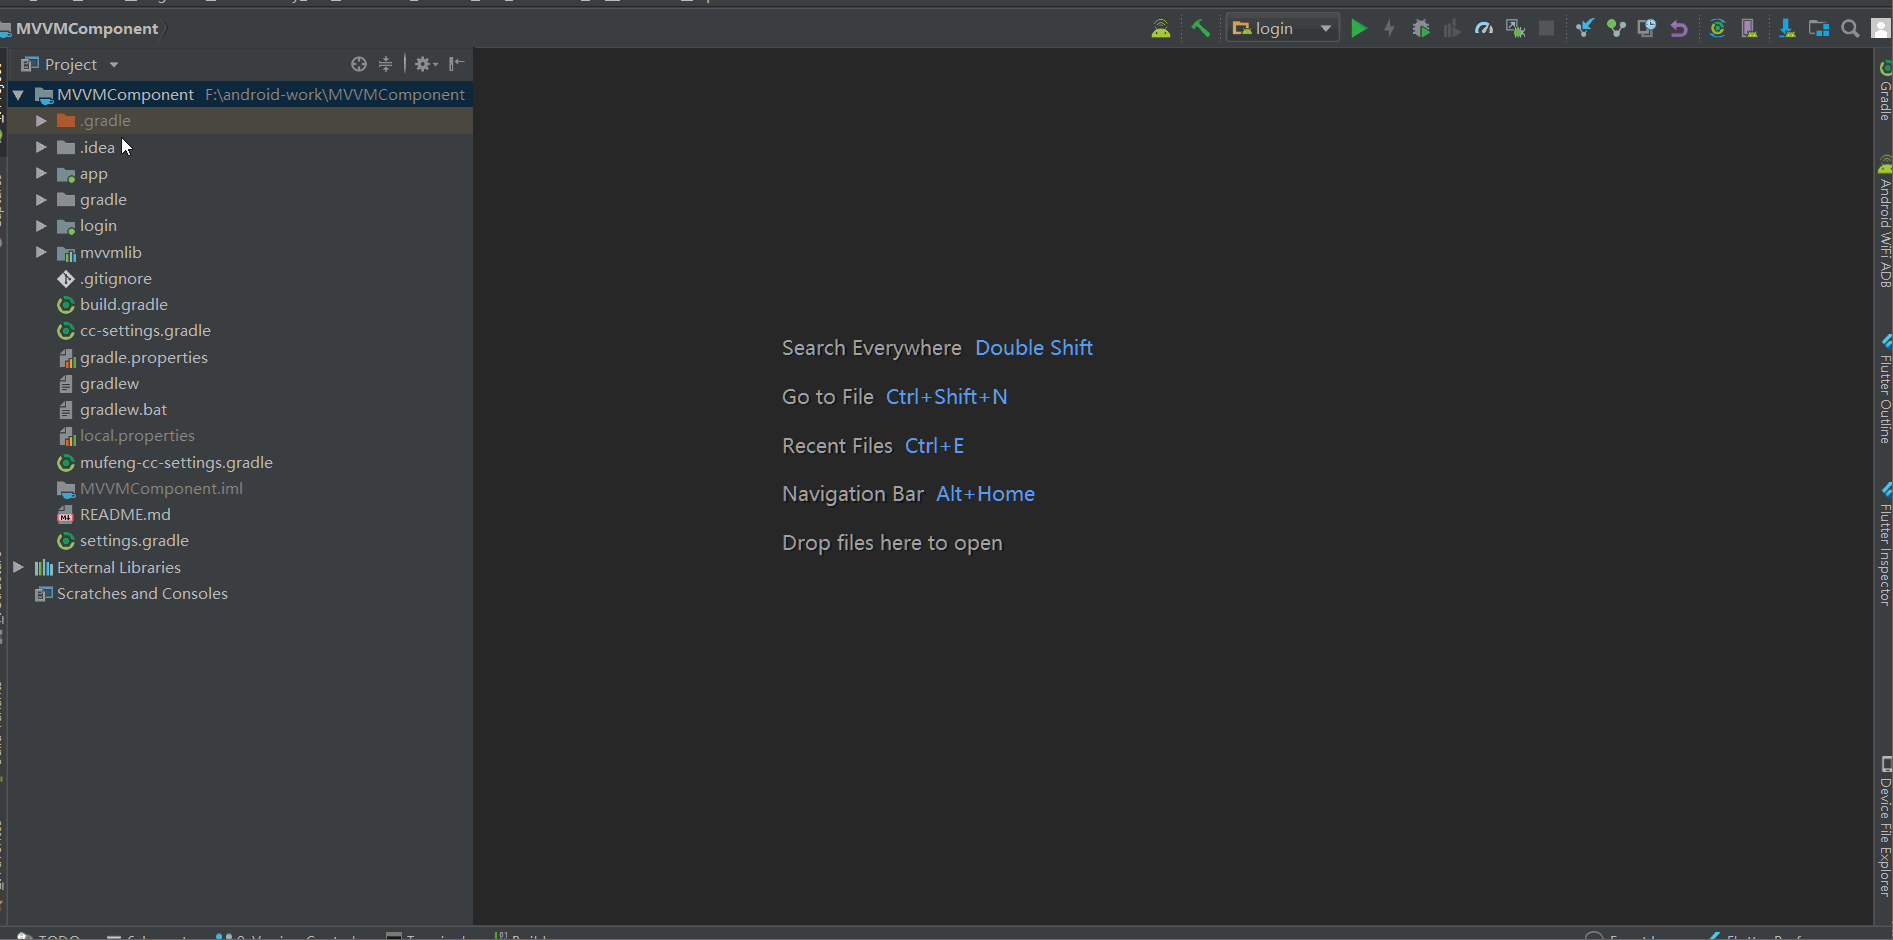 MVVMComponent
login
Project
MVVMComponent F:\android-work\MVVMComponent
.gradle
.idea
app
gradle
login
mvvmlib
.gitignore
build.gradle
cc-settings.gradle
gradle.properties
gradlew
gradlew.bat
local.properties
mufeng-cc-settings.gradle
MVVMComponent.iml
README.md
settings.gradle
External Libraries
Scratches and Consoles
Search Everywhere Double Shift
Go to File Ctrl+Shift+N
Recent Files Ctrl+E
Navigation Bar Alt+Home
Drop files here to open
Gradle
Android WiFi ADB
Flutter Outline
Flutter Inspector
Device File Explorer